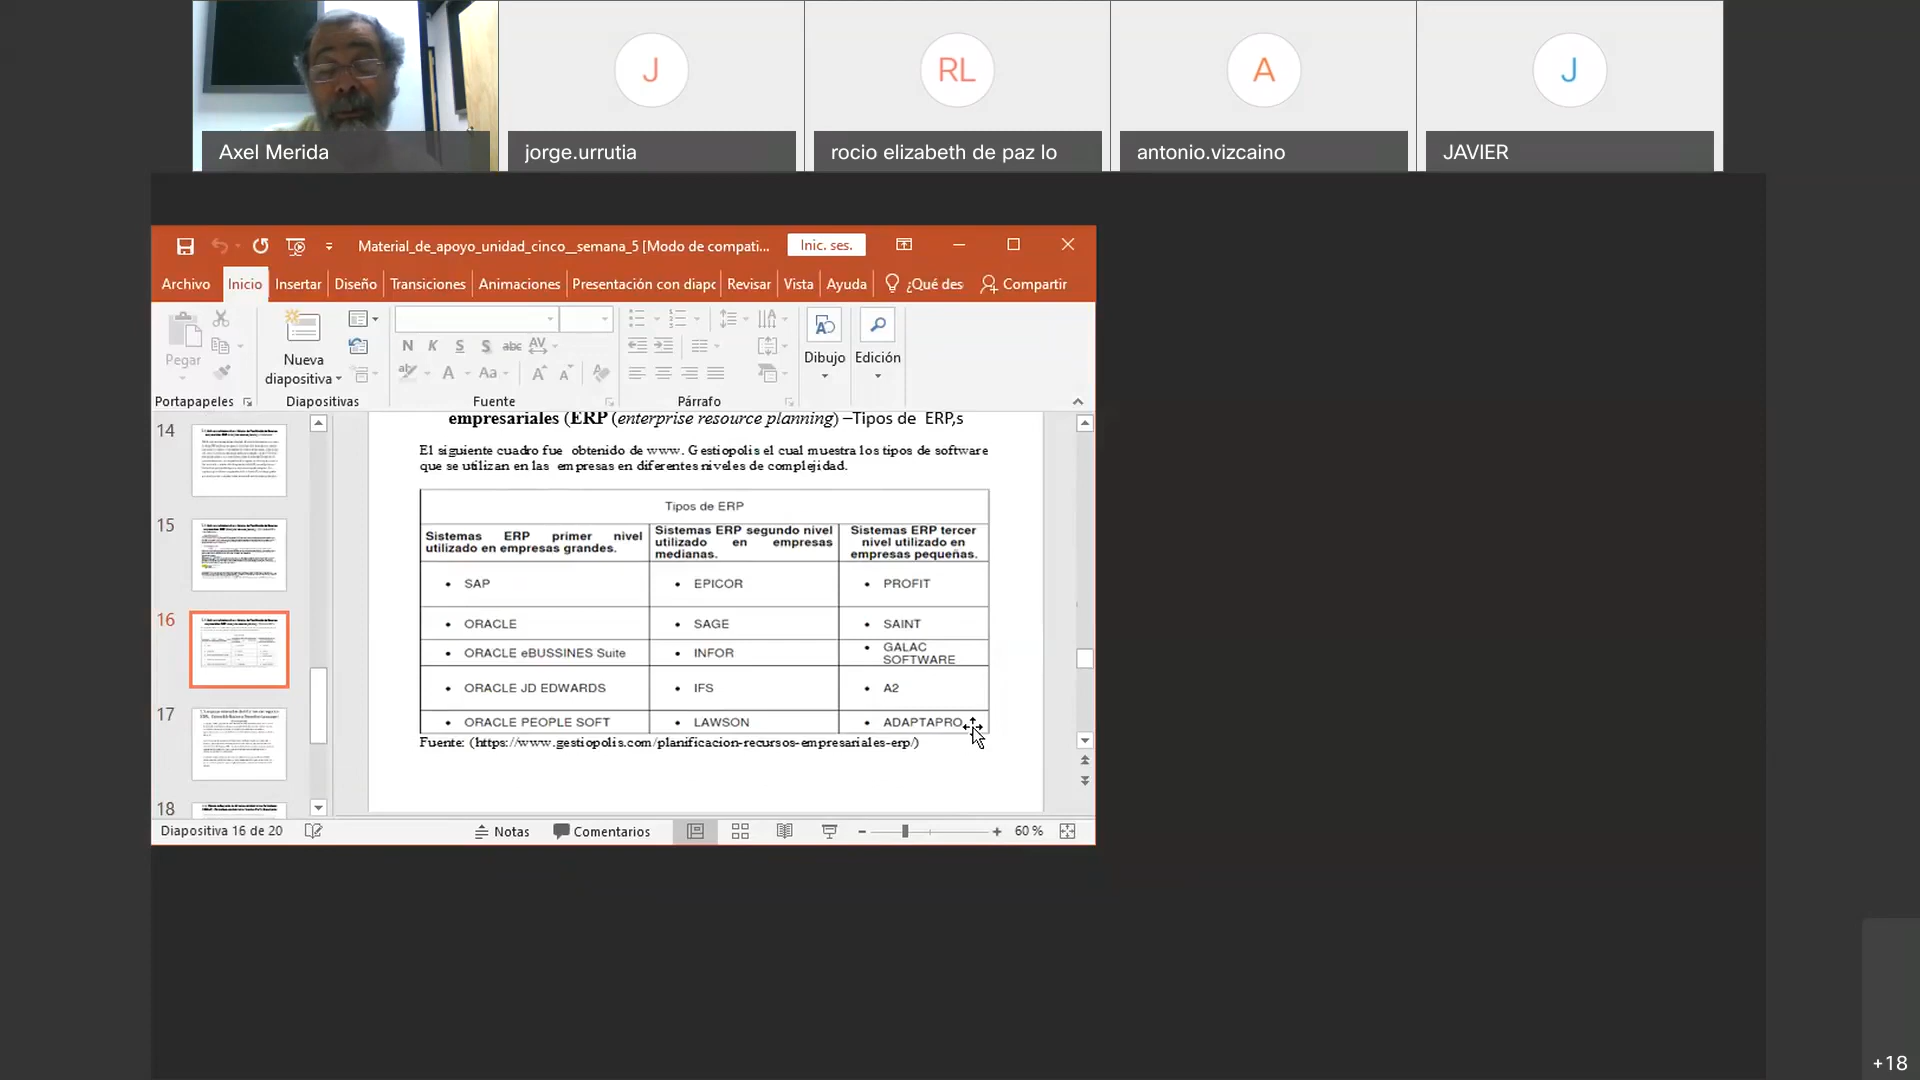 J
RL
A
J
Axel Merida
jorge.urrutia
rocio elizabeth de paz lo
antonio.vizcaino
JAVIER
Material_de_apoyo_unidad_cinco__semana_5 [Modo de compati...
Inic. ses.
Archivo
Inicio
Insertar
Diseño
Transiciones
Animaciones
Presentación con diapc
Revisar
Vista
Ayuda
¿Qué des
Compartir
Pegar
Nueva
diapositiva
N K S S abc AV
A Aa A A
Dibujo
Edición
Portapapeles
Diapositivas
Fuente
Párrafo
14
15
16
17
18
empresariales (ERP (enterprise resource planning) –Tipos de ERP,s
El siguiente cuadro fue obtenido de www. Gestiopolis el cual muestra los tipos de software
que se utilizan en las empresas en diferentes niveles de complejidad.
Tipos de ERP
Sistemas ERP primer nivel
utilizado en empresas grandes.
Sistemas ERP segundo nivel
utilizado en empresas
medianas.
Sistemas ERP tercer
nivel utilizado en
empresas pequeñas.
• SAP
• EPICOR
• PROFIT
• ORACLE
• SAGE
• SAINT
• ORACLE eBUSSINES Suite
• INFOR
• GALAC
SOFTWARE
• ORACLE JD EDWARDS
• IFS
• A2
• ORACLE PEOPLE SOFT
• LAWSON
• ADAPTAPRO
Fuente: (https://www.gestiopolis.com/planificacion-recursos-empresariales-erp/)
Diapositiva 16 de 20
Notas
Comentarios
60 %
+18